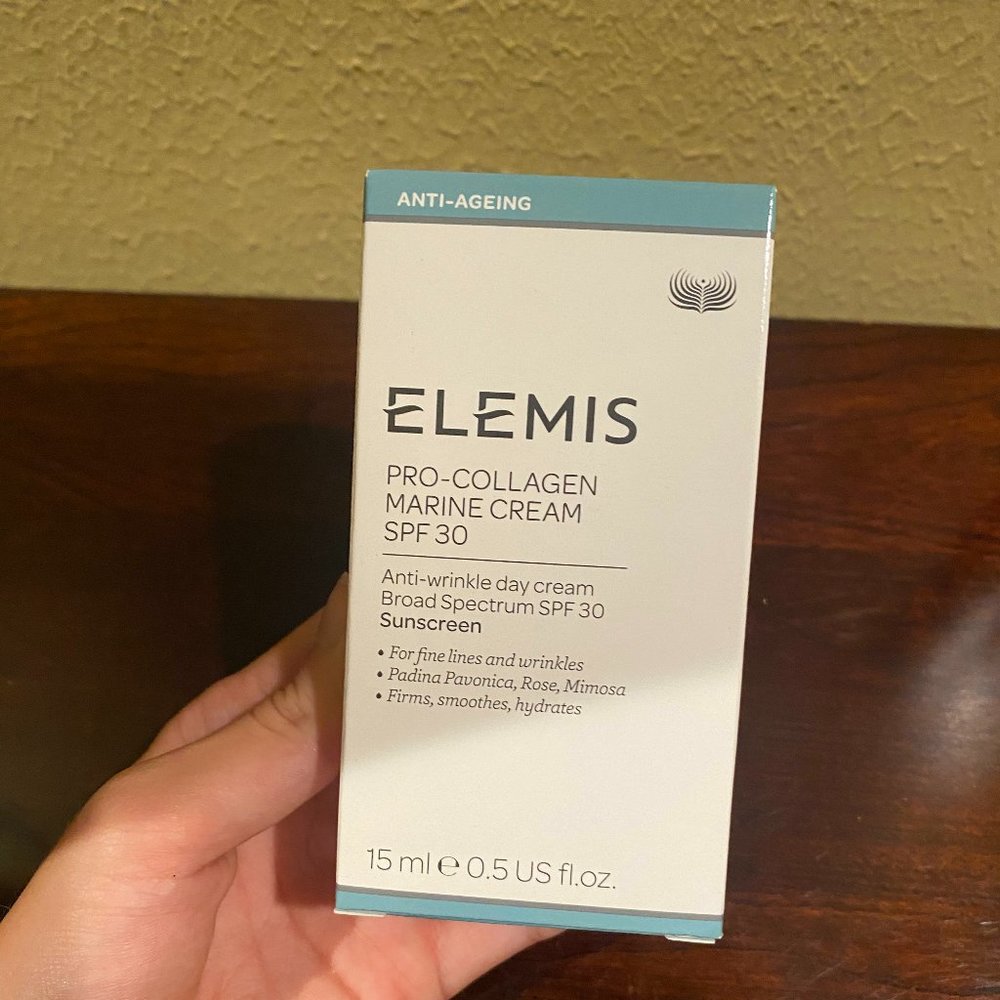 ANTI-AGEING
ELEMIS
PRO-COLLAGEN
MARINE CREAM
SPF 30
Anti-wrinkle day cream
Broad Spectrum SPF 30
Sunscreen
• For fine lines and wrinkles
• Padina Pavonica, Rose, Mimosa
• Firms, smoothes, hydrates
15 ml ℮ 0.5 US fl.oz.